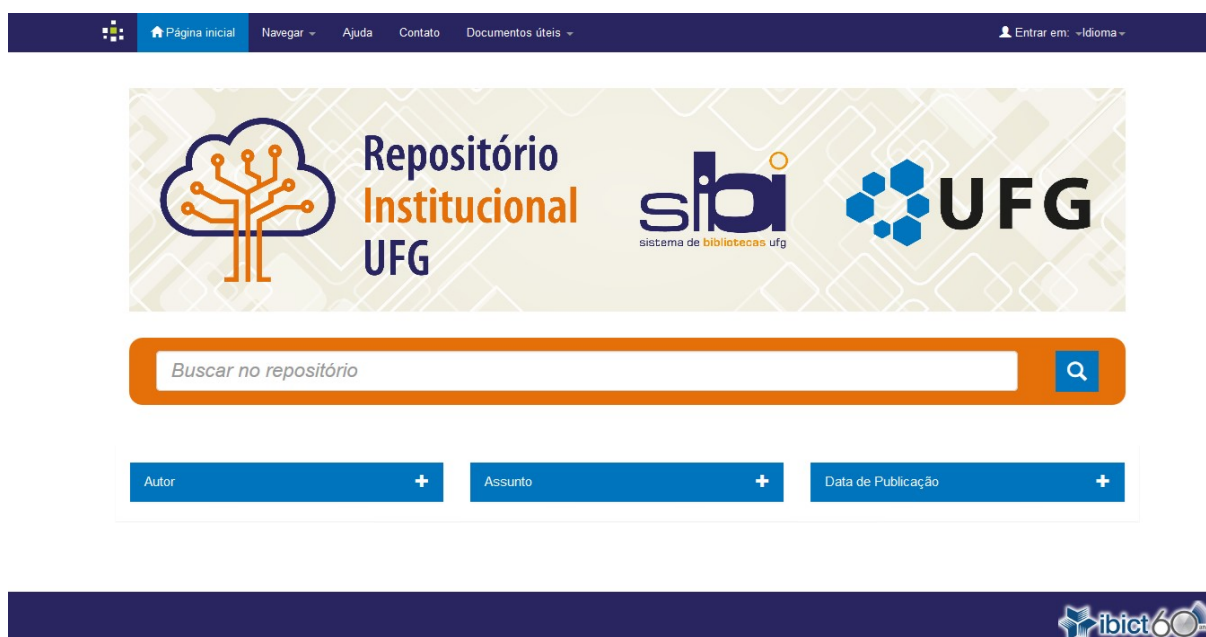 Página inicial Navegar Ajuda Contato Documentos úteis Entrar em: Idioma
Repositório
Institucional
UFG
sibi
sistema de bibliotecas ufg
UFG
Buscar no repositório
Autor Assunto Data de Publicação
ibict 60